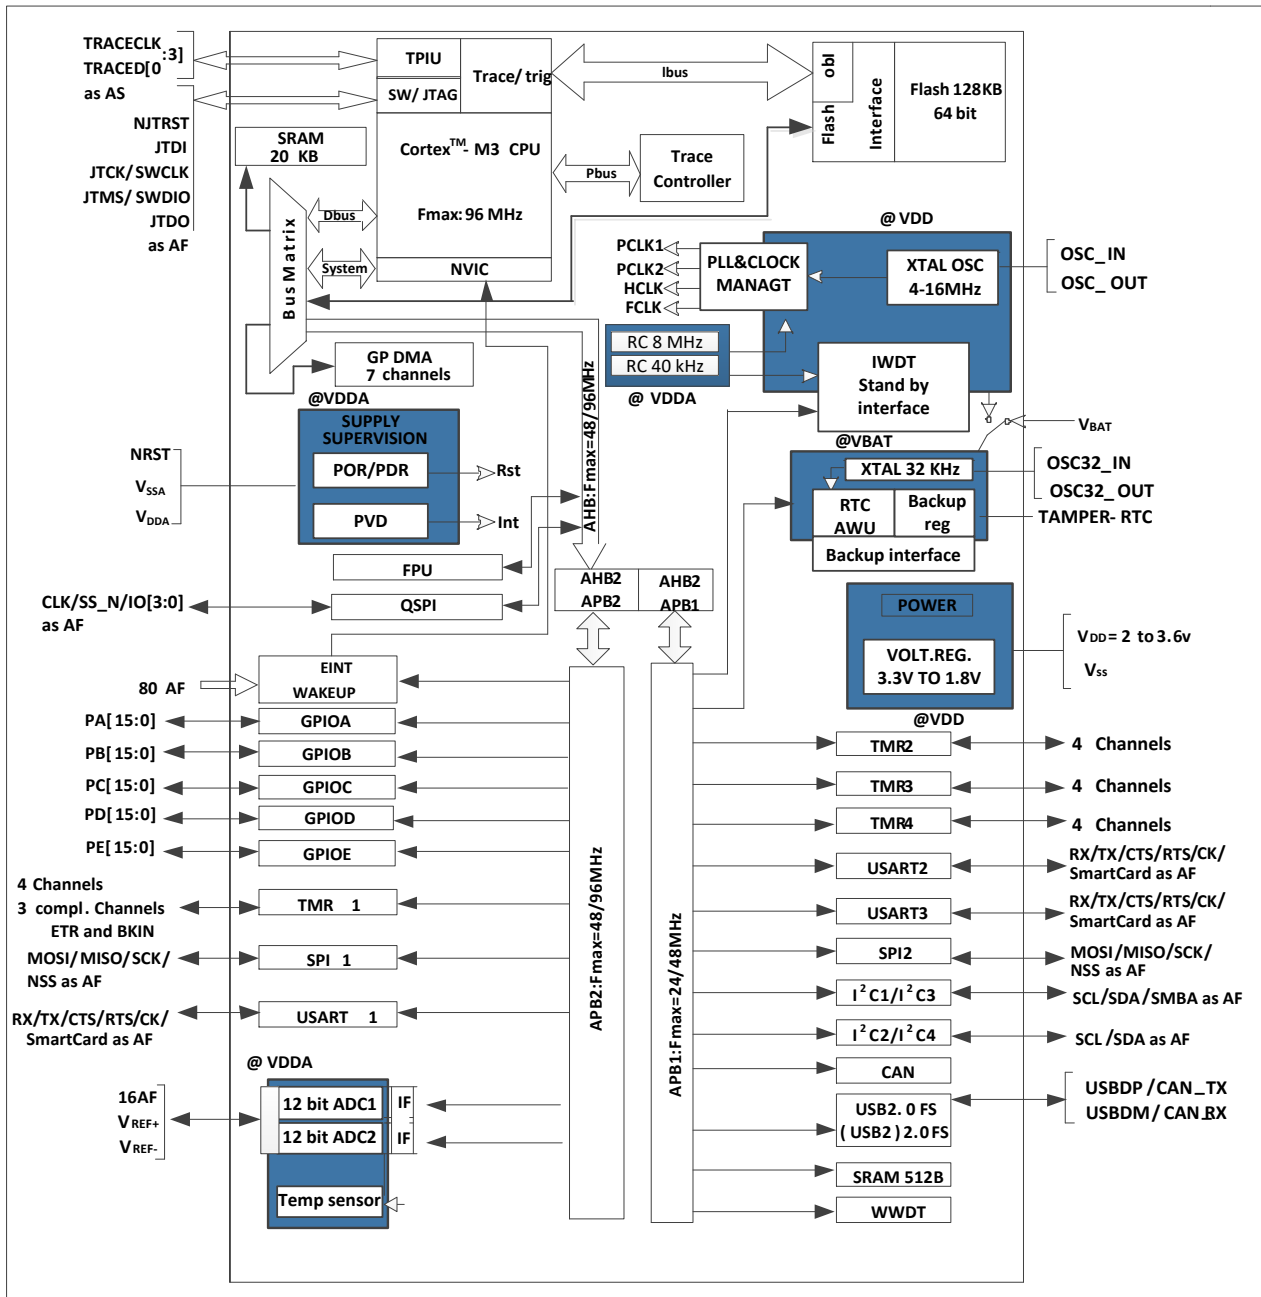 TRACECLK
:3]
TRACED[0
as AS
NJTRST
JTDI
JTCK/SWCLK
JTMS/SWDIO
JTDO
as AF
TPIU
SW/JTAG
Trace/trig
Ibus
obl
Flash
Interface
Flash 128KB
64 bit
SRAM
20 KB
Cortex™-M3 CPU
Fmax:96 MHz
NVIC
Pbus
Trace
Controller
Dbus
System
BusMatrix
@VDD
PCLK1
PCLK2
HCLK
FCLK
PLL&CLOCK
MANAGT
XTAL OSC
4-16MHz
OSC_IN
OSC_OUT
RC 8 MHz
RC 40 kHz
@ VDDA
IWDT
Stand by
interface
GP DMA
7 channels
@VDDA
SUPPLY
SUPERVISION
POR/PDR
PVD
Rst
Int
NRST
VSSA
VDDA
AHB:Fmax=48/96MHz
VBAT
@VBAT
XTAL 32 KHz
RTC
AWU
Backup
reg
Backup interface
OSC32_IN
OSC32_OUT
TAMPER-RTC
FPU
QSPI
CLK/SS_N/IO[3:0]
as AF
AHB2
APB2
AHB2
APB1
POWER
VOLT.REG.
3.3V TO 1.8V
@VDD
VDD=2 to 3.6v
Vss
80 AF
EINT
WAKEUP
PA[15:0]
GPIOA
PB[15:0]
GPIOB
PC[15:0]
GPIOC
PD[15:0]
GPIOD
PE[15:0]
GPIOE
4 Channels
3 compl. Channels
ETR and BKIN
TMR 1
MOSI/MISO/SCK/
NSS as AF
SPI 1
RX/TX/CTS/RTS/CK/
SmartCard as AF
USART 1
@ VDDA
16AF
VREF+
VREF-
12 bit ADC1
IF
12 bit ADC2
IF
Temp sensor
APB2:Fmax=48/96MHz
APB1:Fmax=24/48MHz
TMR2
4 Channels
TMR3
4 Channels
TMR4
4 Channels
USART2
RX/TX/CTS/RTS/CK/
SmartCard as AF
USART3
RX/TX/CTS/RTS/CK/
SmartCard as AF
SPI2
MOSI/MISO/SCK/
NSS as AF
I²C1/I²C3
SCL/SDA/SMBA as AF
I²C2/I²C4
SCL/SDA as AF
CAN
USB2.0 FS
(USB2)2.0FS
USBDP/CAN_TX
USBDM/CAN_RX
SRAM 512B
WWDT